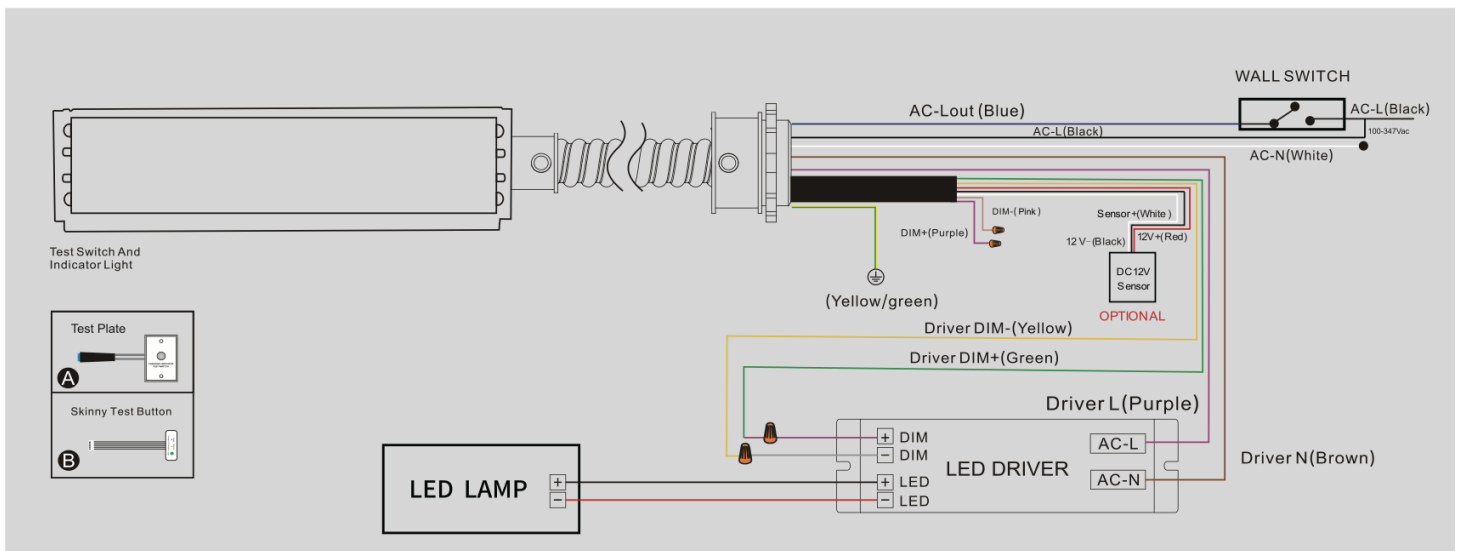 WALL SWITCH
AC-Lout (Blue)
AC-L(Black)
AC-L(Black)
100-347Vac
AC-N(White)
DIM-(Pink)
DIM+(Purple)
Sensor+(White)
12V-(Black)
12V+(Red)
DC12V
Sensor
OPTIONAL
(Yellow/green)
Test Switch And
Indicator Light
Test Plate
A
Skinny Test Button
B
Driver DIM-(Yellow)
Driver DIM+(Green)
Driver L(Purple)
Driver N(Brown)
+ DIM
- DIM
+ LED
- LED
LED DRIVER
AC-L
AC-N
LED LAMP
+
-